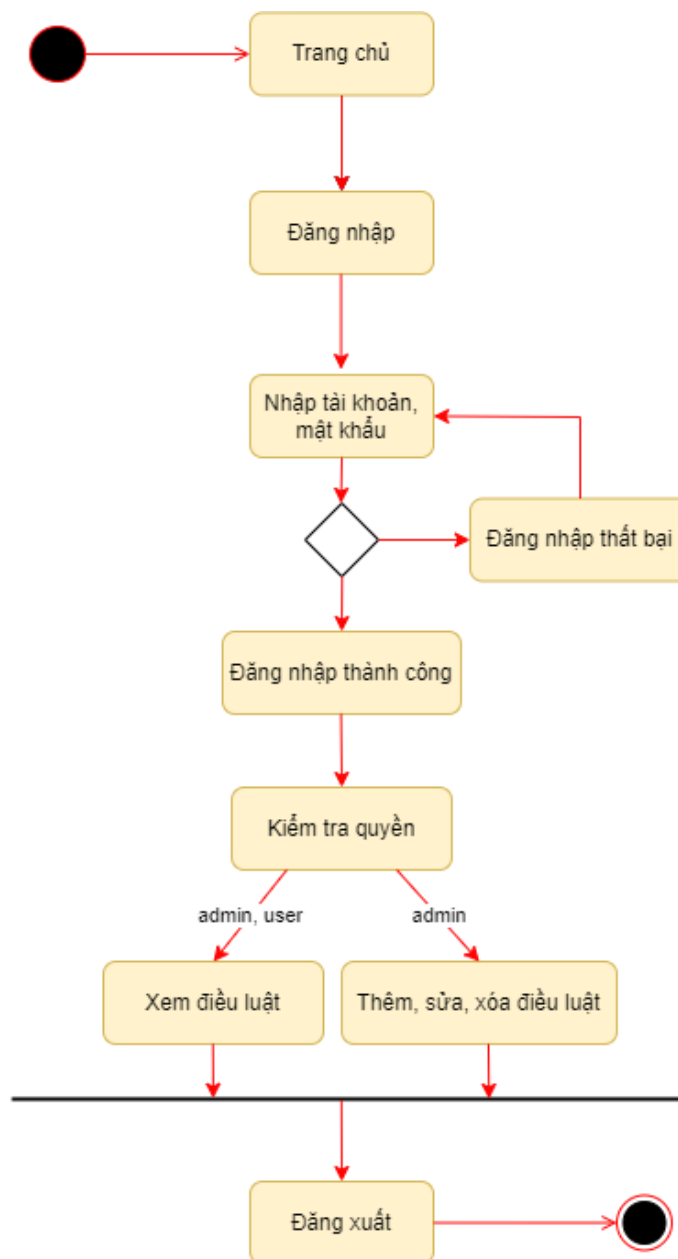 Trang chủ
Đăng nhập
Nhập tài khoản,
mật khẩu
Đăng nhập thất bại
Đăng nhập thành công
Kiểm tra quyền
admin, user
admin
Xem điều luật
Thêm, sửa, xóa điều luật
Đăng xuất